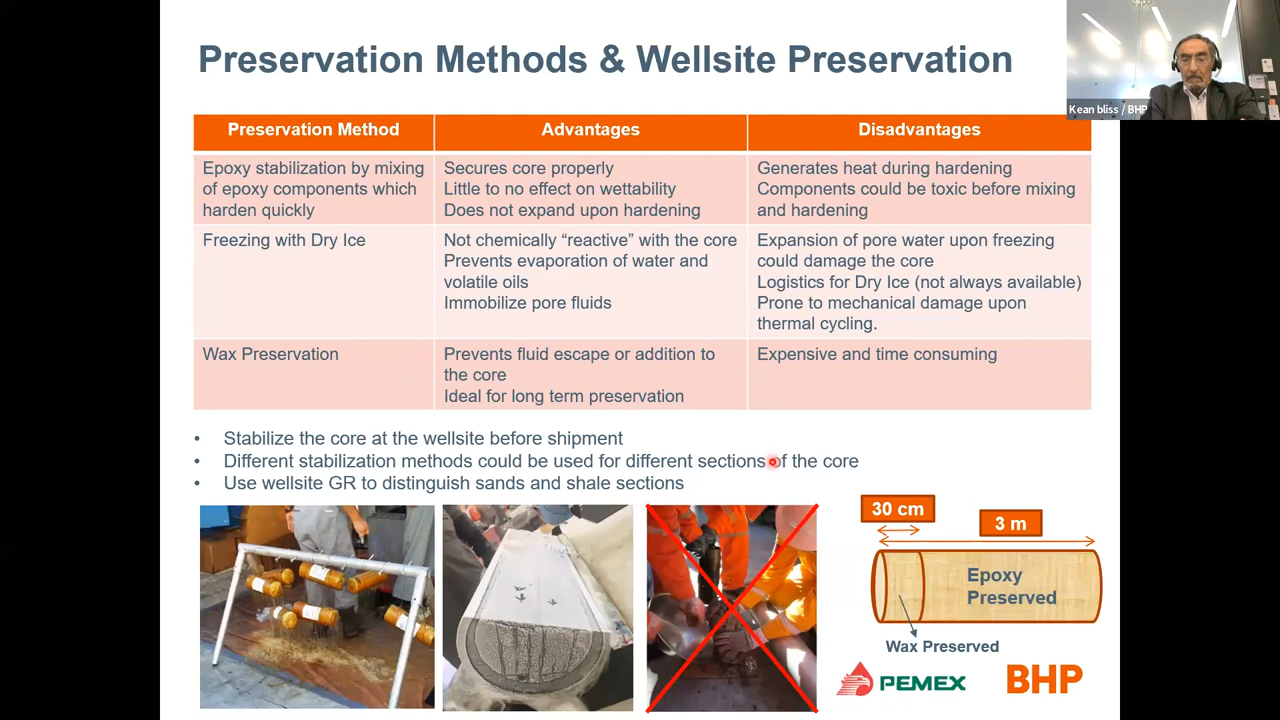 Preservation Methods & Wellsite Preservation
Kean bliss / BHP
Preservation Method
Advantages
Disadvantages
Epoxy stabilization by mixing
of epoxy components which
harden quickly
Secures core properly
Little to no effect on wettability
Does not expand upon hardening
Generates heat during hardening
Components could be toxic before mixing
and hardening
Freezing with Dry Ice
Not chemically “reactive” with the core
Prevents evaporation of water and
volatile oils
Immobilize pore fluids
Expansion of pore water upon freezing
could damage the core
Logistics for Dry Ice (not always available)
Prone to mechanical damage upon
thermal cycling.
Wax Preservation
Prevents fluid escape or addition to
the core
Ideal for long term preservation
Expensive and time consuming
• Stabilize the core at the wellsite before shipment
• Different stabilization methods could be used for different sections of the core
• Use wellsite GR to distinguish sands and shale sections
30 cm
3 m
Epoxy
Preserved
Wax Preserved
PEMEX
BHP